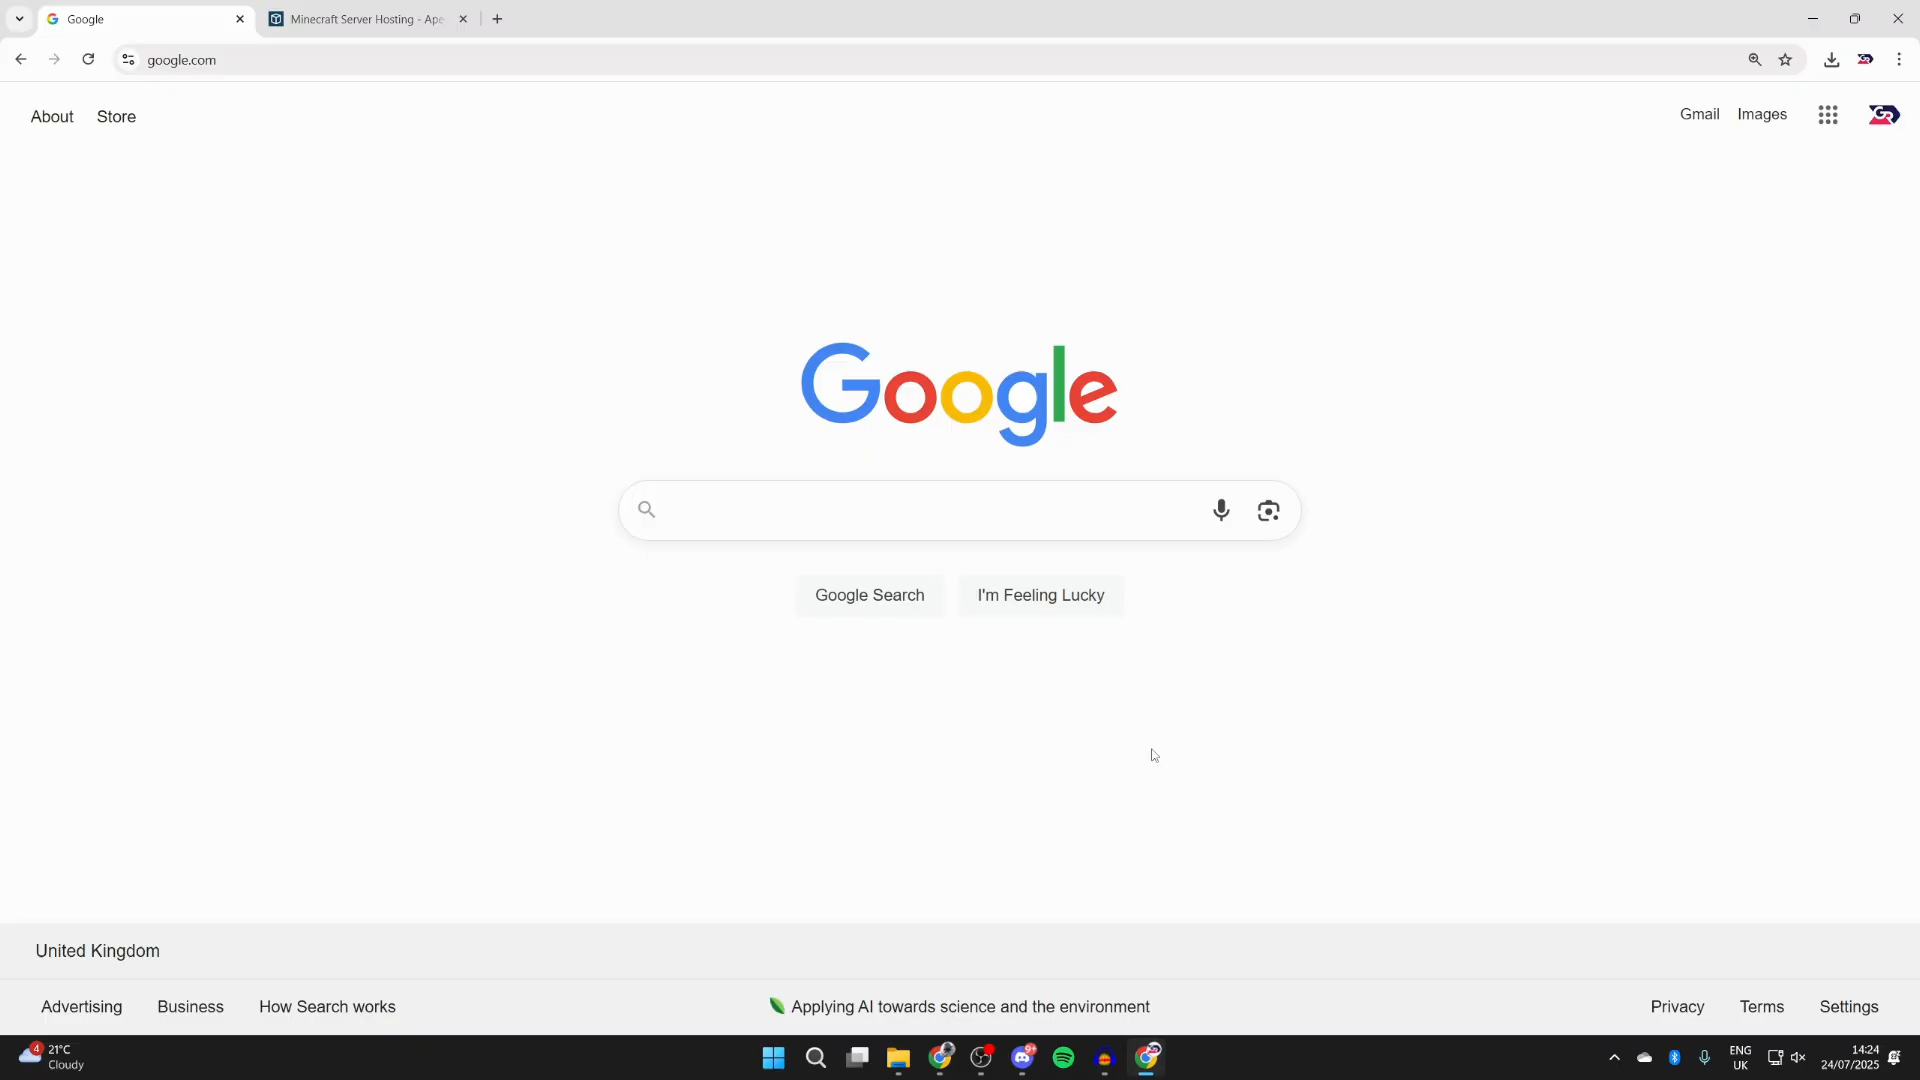 Google
Minecraft Server Hosting - Ape
google.com
About Store
Gmail Images
Google
Google Search I'm Feeling Lucky
United Kingdom
Advertising Business How Search works
Applying AI towards science and the environment
Privacy Terms Settings
4
21°C
Cloudy
9+
ENG
UK
14:24
24/07/2025